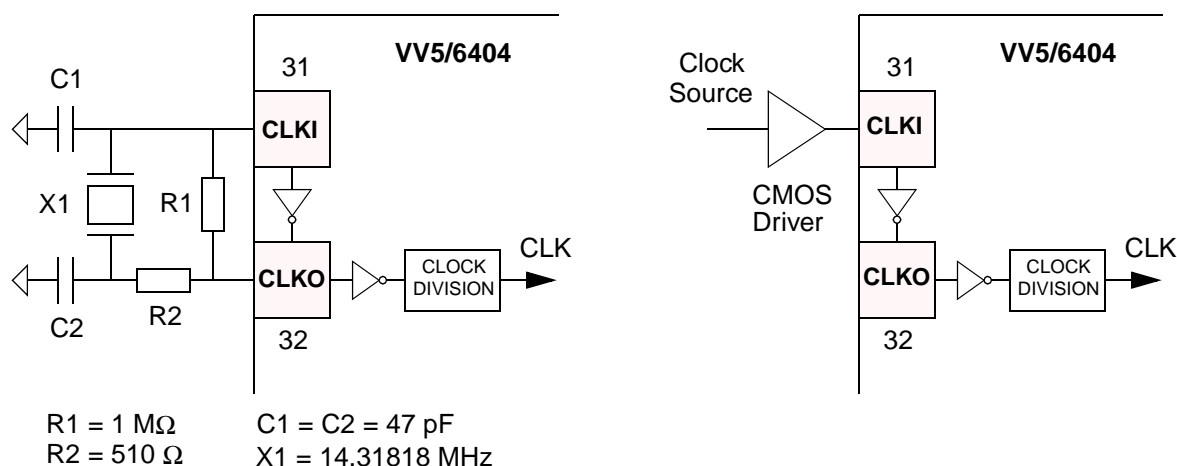 VV5/6404
C1
31
CLKI
X1
R1
CLKO
CLOCK
DIVISION
CLK
C2
R2
32
R1 = 1 MΩ
R2 = 510 Ω
C1 = C2 = 47 pF
X1 = 14.31818 MHz
VV5/6404
Clock
Source
31
CLKI
CMOS
Driver
CLKO
CLOCK
DIVISION
CLK
32